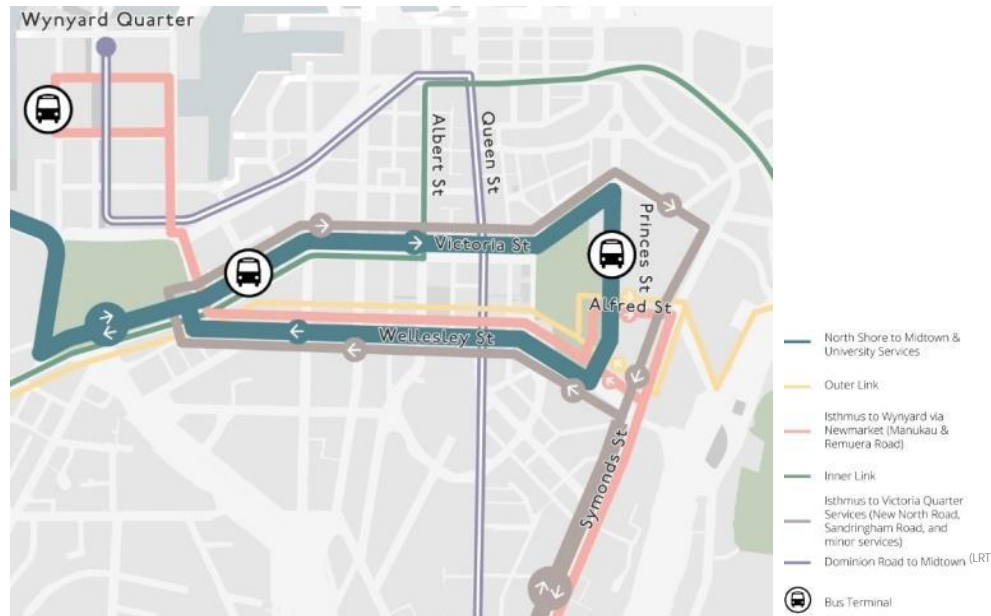 Wynyard Quarter
Albert St
Queen St
Victoria St
Princes St
Alfred St
Wellesley St
Symonds St
North Shore to Midtown &
University Services
Outer Link
Isthmus to Wynyard via
Newmarket (Manukau &
Remuera Road)
Inner Link
Isthmus to Victoria Quarter
Services (New North Road,
Sandringham Road, and
minor services)
Dominion Road to Midtown (LRT
Bus Terminal